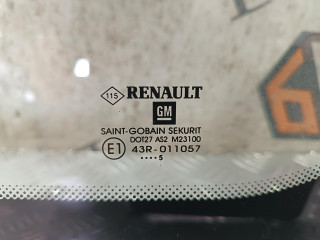 115 RENAULT
GM
SAINT-GOBAIN SEKURIT
DOT27 AS2 M23100
E1 43R-011057
····5